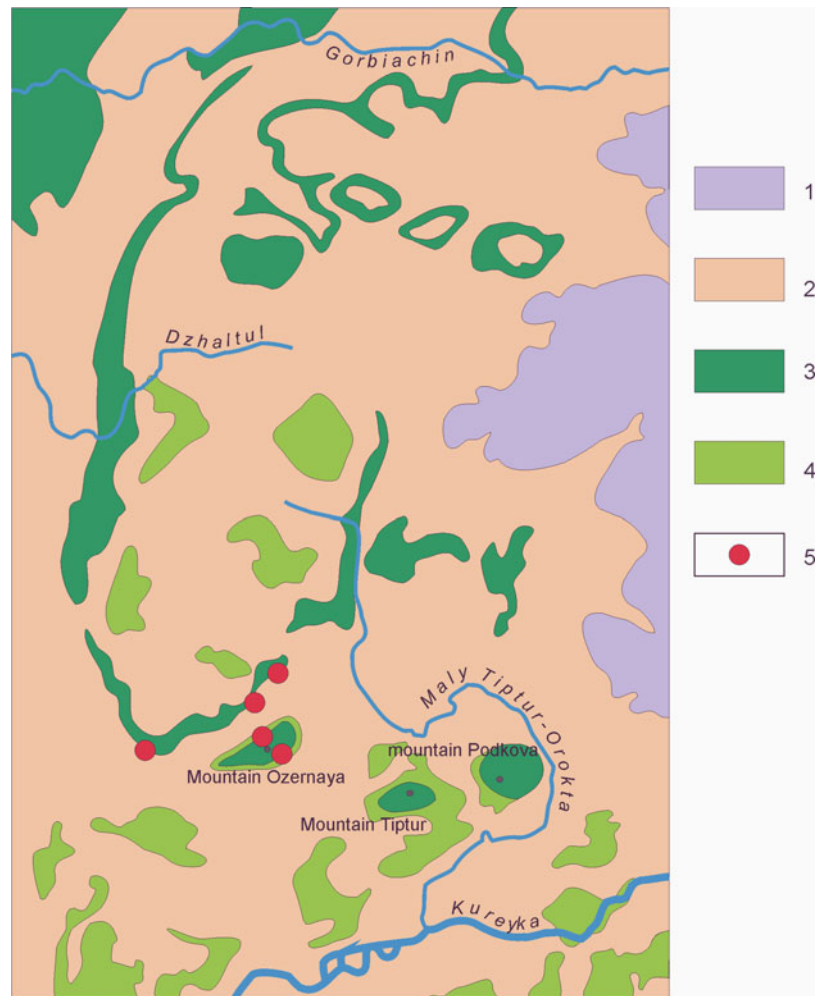 Gorbiachin
1
2
Dzhaltul
3
4
5
Maly Tiptur-Orokta
mountain Podkova
Mountain Ozernaya
Mountain Tiptur
Kureyka